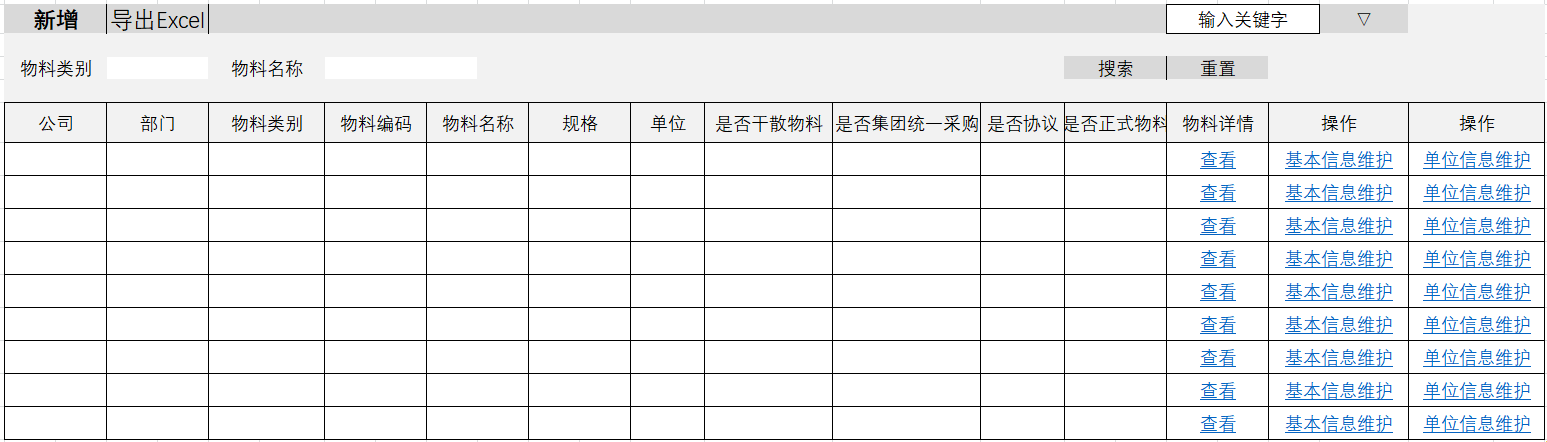 新增 导出Excel 输入关键字 ▽
物料类别 物料名称 搜索 重置
公司 部门 物料类别 物料编码 物料名称 规格 单位 是否干散物料 是否集团统一采购 是否协议 是否正式物料 物料详情 操作 操作
查看 基本信息维护 单位信息维护
查看 基本信息维护 单位信息维护
查看 基本信息维护 单位信息维护
查看 基本信息维护 单位信息维护
查看 基本信息维护 单位信息维护
查看 基本信息维护 单位信息维护
查看 基本信息维护 单位信息维护
查看 基本信息维护 单位信息维护
查看 基本信息维护 单位信息维护